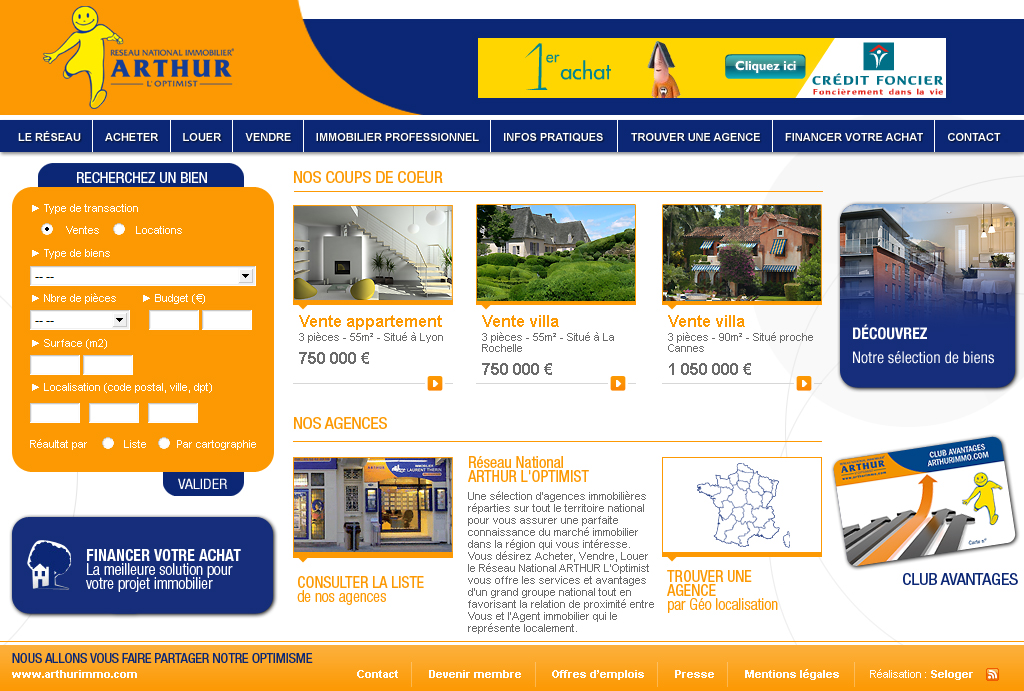 RESEAU NATIONAL IMMOBILIER
ARTHUR
L'OPTIMIST
1er achat
Cliquez ici
CRÉDIT FONCIER
Foncièrement dans la vie
LE RÉSEAU
ACHETER
LOUER
VENDRE
IMMOBILIER PROFESSIONNEL
INFOS PRATIQUES
TROUVER UNE AGENCE
FINANCER VOTRE ACHAT
CONTACT
RECHERCHEZ UN BIEN
Type de transaction
Ventes Locations
Type de biens
-- --
Nbre de pièces Budget (€)
-- --
Surface (m2)
Localisation (code postal, ville, dpt)
Réaultat par Liste Par cartographie
VALIDER
FINANCER VOTRE ACHAT
La meilleure solution pour
votre projet immobilier
NOS COUPS DE COEUR
Vente appartement
3 pièces - 55m² - Situé à Lyon
750 000 €
Vente villa
3 pièces - 55m² - Situé à La
Rochelle
750 000 €
Vente villa
3 pièces - 90m² - Situé proche
Cannes
1 050 000 €
DÉCOUVREZ
Notre sélection de biens
NOS AGENCES
LAURENT THERIN
CONSULTER LA LISTE
de nos agences
Réseau National
ARTHUR L'OPTIMIST
Une sélection d'agences immobilières
réparties sur tout le territoire national
pour vous assurer une parfaite
connaissance du marché immobilier
dans la région qui vous intéresse.
Vous désirez Acheter, Vendre, Louer
le Réseau National ARTHUR L'Optimist
vous offre les services et avantages
d'un grand groupe national tout en
favorisant la relation de proximité entre
Vous et l'Agent immobilier qui le
représente localement.
TROUVER UNE
AGENCE
par Géo localisation
ARTHUR
www.arthurimmo.com
CLUB AVANTAGES
ARTHURIMMO.COM
Carte n°
CLUB AVANTAGES
NOUS ALLONS VOUS FAIRE PARTAGER NOTRE OPTIMISME
www.arthurimmo.com
Contact
Devenir membre
Offres d'emplois
Presse
Mentions légales
Réalisation : Seloger